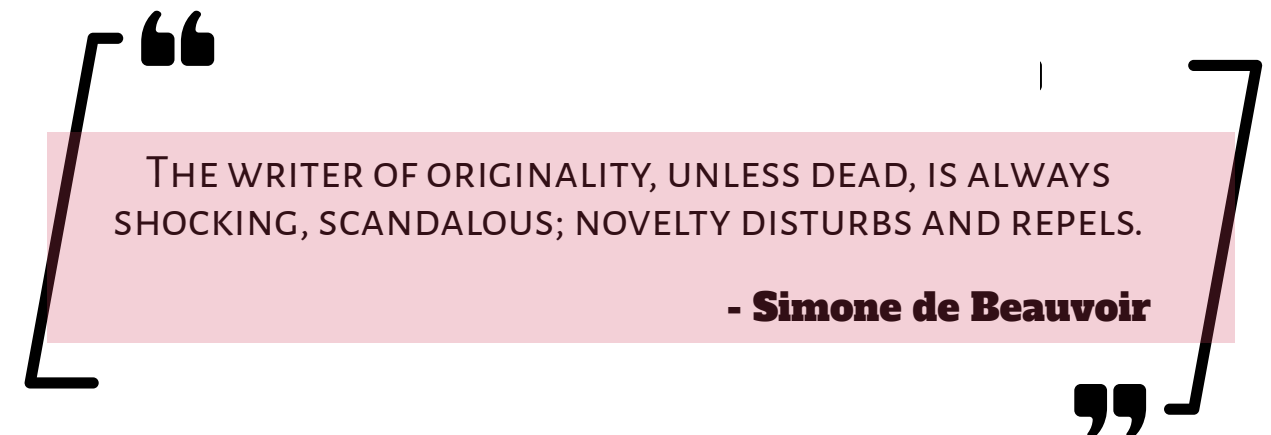 “
The writer of originality, unless dead, is always
shocking, scandalous; novelty disturbs and repels.
- Simone de Beauvoir
”